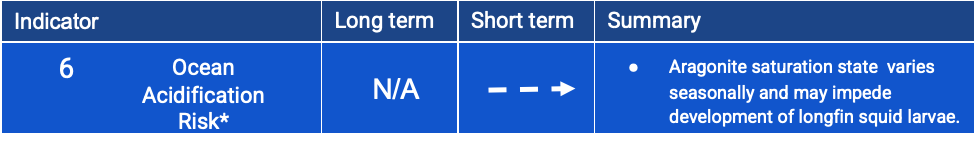 Indicator Long term Short term Summary
6 Ocean Acidification Risk* N/A
• Aragonite saturation state varies
seasonally and may impede
development of longfin squid larvae.